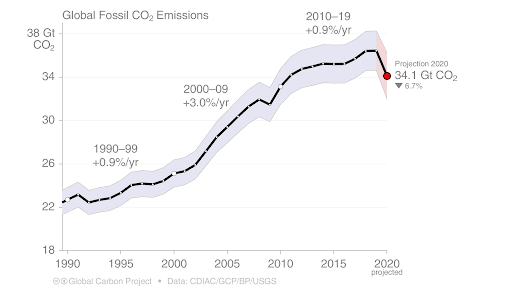 Global Fossil CO₂ Emissions
38 Gt
CO₂
34
30
26
22
18
2010–19
+0.9%/yr
2000–09
+3.0%/yr
1990–99
+0.9%/yr
Projection 2020
34.1 Gt CO₂
▼ 6.7%
1990 1995 2000 2005 2010 2015 2020
projected
Global Carbon Project • Data: CDIAC/GCP/BP/USGS